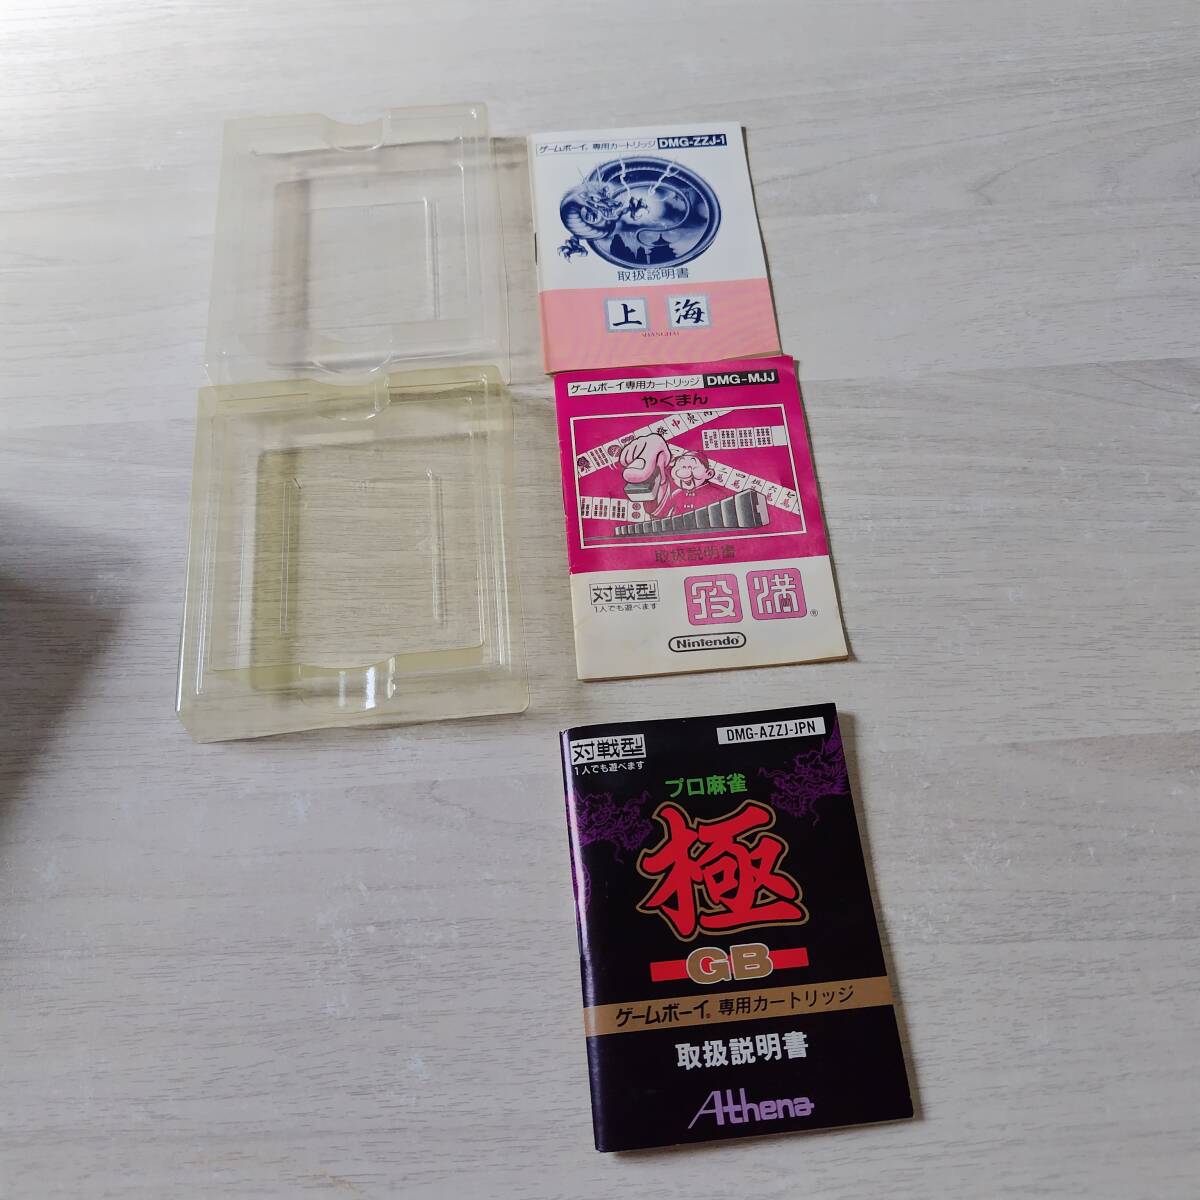 ゲームボーイ® 専用カートリッジ DMG-ZZJ-1
取扱説明書
上 海
SHANGHAI
ゲームボーイ専用カートリッジ DMG-MJJ
やくまん
取扱説明書
対戦型
1人でも遊べます
役 満®
Nintendo®
対戦型
1人でも遊べます
DMG-AZZJ-JPN
プロ麻雀
極
GB
ゲームボーイ® 専用カートリッジ
取扱説明書
Athena